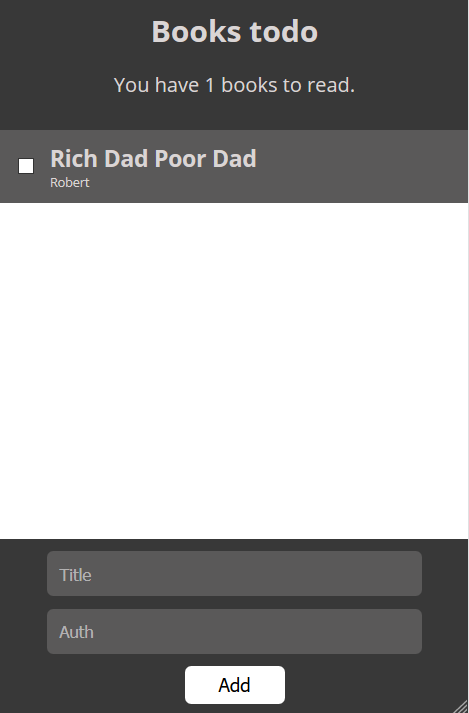 Books todo
You have 1 books to read.
Rich Dad Poor Dad
Robert
Title
Auth
Add